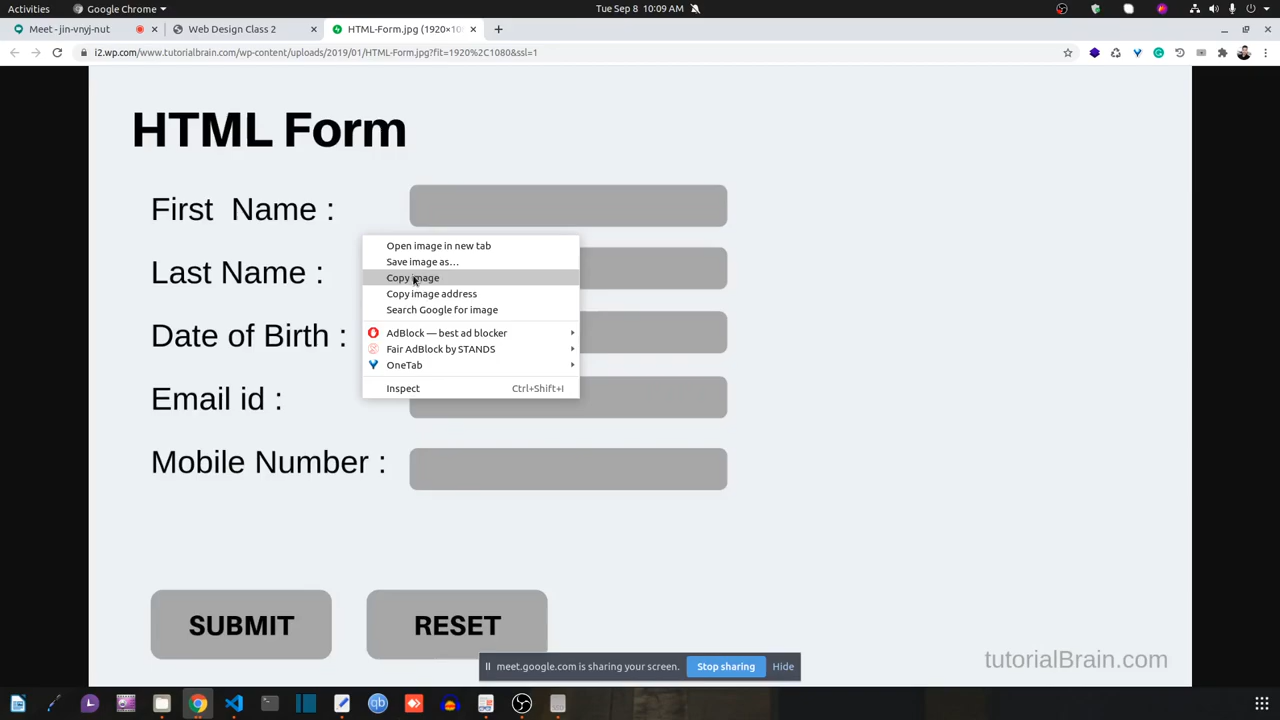 Activities
Google Chrome
Tue Sep 8 10:09 AM
Meet - jin-vnyj-nut
Web Design Class 2
HTML-Form.jpg (1920×10
i2.wp.com/www.tutorialbrain.com/wp-content/uploads/2019/01/HTML-Form.jpg?fit=1920%2C1080&ssl=1
HTML Form
First Name :
Last Name :
Date of Birth :
Email id :
Mobile Number :
Open image in new tab
Save image as…
Copy image
Copy image address
Search Google for image
AdBlock — best ad blocker
Fair AdBlock by STANDS
OneTab
Inspect Ctrl+Shift+I
SUBMIT RESET
meet.google.com is sharing your screen. Stop sharing Hide
tutorialBrain.com